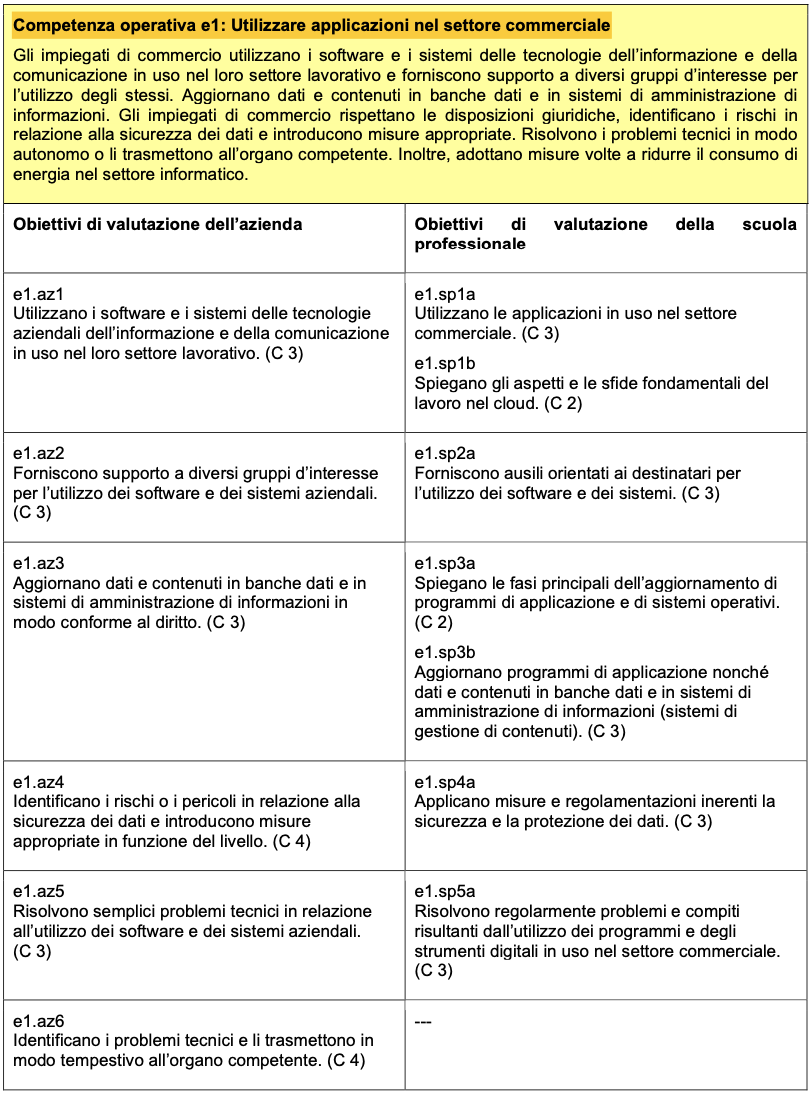 Competenza operativa e1: Utilizzare applicazioni nel settore commerciale
Gli impiegati di commercio utilizzano i software e i sistemi delle tecnologie dell’informazione e della
comunicazione in uso nel loro settore lavorativo e forniscono supporto a diversi gruppi d’interesse per
l’utilizzo degli stessi. Aggiornano dati e contenuti in banche dati e in sistemi di amministrazione di
informazioni. Gli impiegati di commercio rispettano le disposizioni giuridiche, identificano i rischi in
relazione alla sicurezza dei dati e introducono misure appropriate. Risolvono i problemi tecnici in modo
autonomo o li trasmettono all’organo competente. Inoltre, adottano misure volte a ridurre il consumo di
energia nel settore informatico.
Obiettivi di valutazione dell’azienda
Obiettivi di valutazione della scuola
professionale
e1.az1
Utilizzano i software e i sistemi delle tecnologie
aziendali dell’informazione e della comunicazione
in uso nel loro settore lavorativo. (C 3)
e1.sp1a
Utilizzano le applicazioni in uso nel settore
commerciale. (C 3)
e1.sp1b
Spiegano gli aspetti e le sfide fondamentali del
lavoro nel cloud. (C 2)
e1.az2
Forniscono supporto a diversi gruppi d’interesse
per l’utilizzo dei software e dei sistemi aziendali.
(C 3)
e1.sp2a
Forniscono ausili orientati ai destinatari per
l’utilizzo dei software e dei sistemi. (C 3)
e1.az3
Aggiornano dati e contenuti in banche dati e in
sistemi di amministrazione di informazioni in
modo conforme al diritto. (C 3)
e1.sp3a
Spiegano le fasi principali dell’aggiornamento di
programmi di applicazione e di sistemi operativi.
(C 2)
e1.sp3b
Aggiornano programmi di applicazione nonché
dati e contenuti in banche dati e in sistemi di
amministrazione di informazioni (sistemi di
gestione di contenuti). (C 3)
e1.az4
Identificano i rischi o i pericoli in relazione alla
sicurezza dei dati e introducono misure
appropriate in funzione del livello. (C 4)
e1.sp4a
Applicano misure e regolamentazioni inerenti la
sicurezza e la protezione dei dati. (C 3)
e1.az5
Risolvono semplici problemi tecnici in relazione
all’utilizzo dei software e dei sistemi aziendali.
(C 3)
e1.sp5a
Risolvono regolarmente problemi e compiti
risultanti dall’utilizzo dei programmi e degli
strumenti digitali in uso nel settore commerciale.
(C 3)
e1.az6
Identificano i problemi tecnici e li trasmettono in
modo tempestivo all’organo competente. (C 4)
---